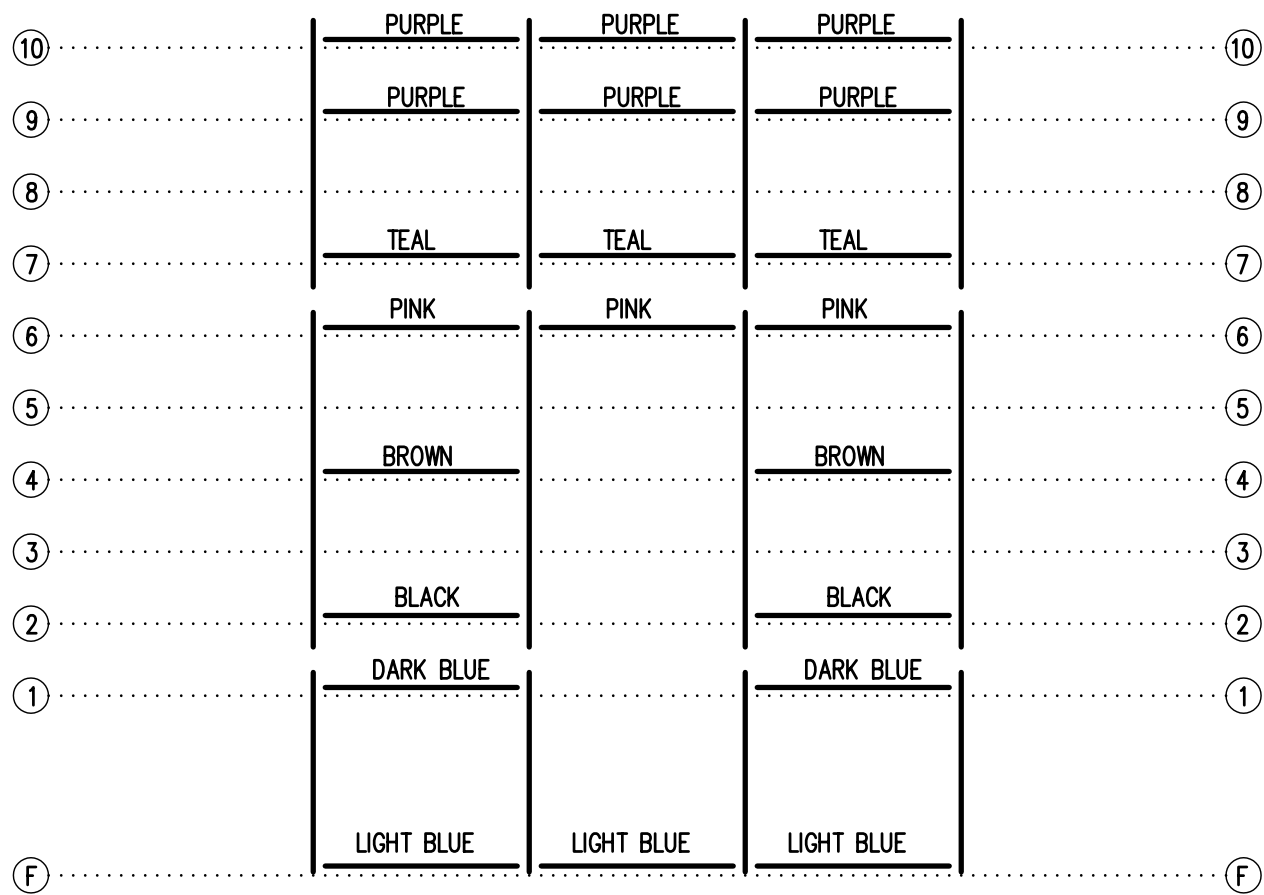 PURPLE PURPLE PURPLE
10 10
PURPLE PURPLE PURPLE
9 9
8 8
TEAL TEAL TEAL
7 7
PINK PINK PINK
6 6
5 5
BROWN BROWN
4 4
3 3
BLACK BLACK
2 2
DARK BLUE DARK BLUE
1 1
LIGHT BLUE LIGHT BLUE LIGHT BLUE
F F